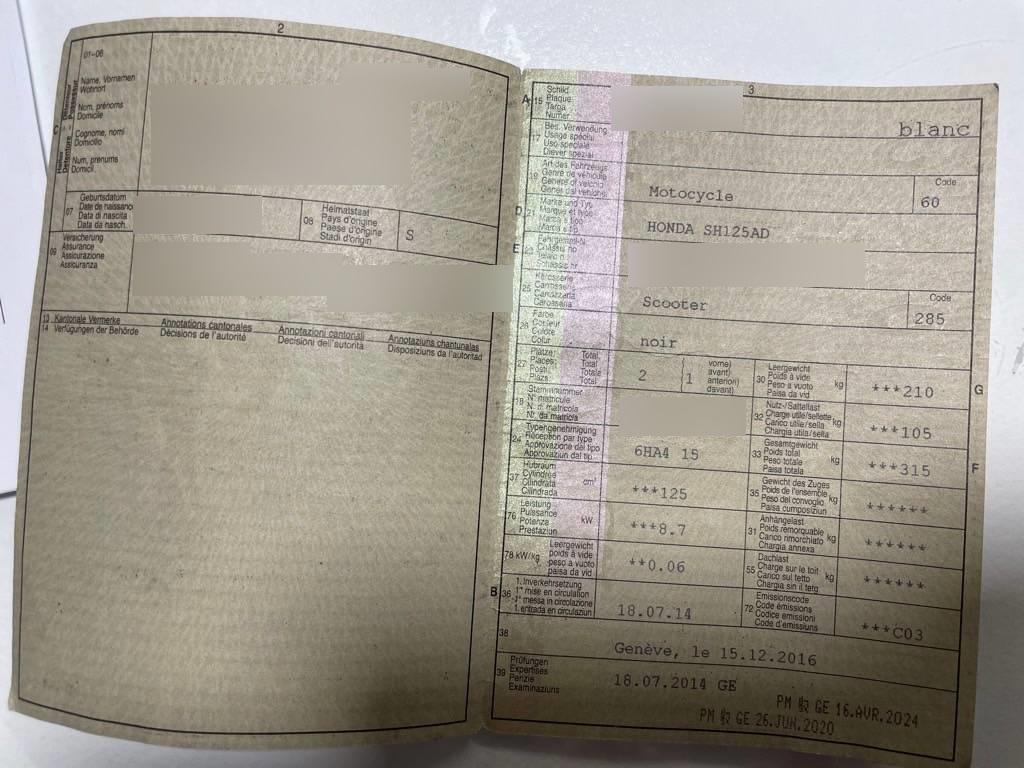 2
01–06
Name, Vornamen
Wohnort
Nom, prénoms
Domicile
C
Cognome, nomi
Domicilio
Num, prenums
Domicil
07
Geburtsdatum
Date de naissance
Data di nascita
Data da nasch.
08
Heimatstaat
Pays d'origine
Paese d'origine
Stadi d'origin
S
09
Versicherung
Assurance
Assicurazione
Assicuranza
13 Kantonale Vermerke
14 Verfügungen der Behörde
Annotations cantonales
Décisions de l'autorité
Annotazioni cantonali
Decisioni dell'autorità
Annotaziuns chantunalas
Disposiziuns da l'autoritad
3
A 15
Schild
Plaque
Targa
Numer
blanc
17
Bes. Verwendung
Usage spécial
Uso speciale
Diever spezial
19
Art des Fahrzeugs
Genre de véhicule
Genere di veicolo
Gener dal vehichel
Motocycle
Code
60
D 21
Marke und Typ
Marque et type
Marca e tipo
Marca e tip
HONDA SH125AD
E 23
Fahrgestell-Nr.
Châssis no
Telaio n.
Schassis nr.
25
Karosserie
Carrosserie
Carrozzeria
Carossaria
Scooter
Code
285
26
Farbe
Couleur
Colore
Colur
noir
27
Plätze: Total
Places: Total
Posti: Totale
Plazs: Total
2
1
vorne)
avant)
anteriori)
davant)
30
Leergewicht
Poids à vide
Peso a vuoto
Paisa da vid
kg
***210
G
18
Stammnummer
N° matricule
N. di matricola
N°. da matricla
32
Nutz-/Sattellast
Charge utile/sellette
Carico utile/sella
Chargia utila/sella
kg
***105
24
Typengenehmigung
Réception par type
Approvazione del tipo
Approvaziun dal tip
6HA4 15
33
Gesamtgewicht
Poids total
Peso totale
Paisa totala
kg
***315
F
37
Hubraum
Cylindrée
Cilindrata
Cilindrada
cm³
***125
35
Gewicht des Zuges
Poids de l'ensemble
Peso del convoglio
Paisa cumposiziun
kg
******
76
Leistung
Puissance
Potenza
Prestaziun
kW
***8.7
31
Anhängelast
Poids remorquable
Carico rimorchiato
Chargia annexa
kg
******
78 kW/kg
Leergewicht
poids à vide
peso a vuoto
paisa da vid
**0.06
55
Dachlast
Charge sur le toit
Carico sul tetto
Chargia sin il tetg
kg
******
B 36
1. Inverkehrsetzung
1re mise en circulation
1a messa in circolazione
1. entrada en circulaziun
18.07.14
72
Emissionscode
Code émissions
Codice emissioni
Code d'emissiuns
***C03
38
Genève, le 15.12.2016
39
Prüfungen
Expertises
Perizie
Examinaziuns
18.07.2014 GE
PM GE 16.AVR.2024
PM GE 26.JUN.2020